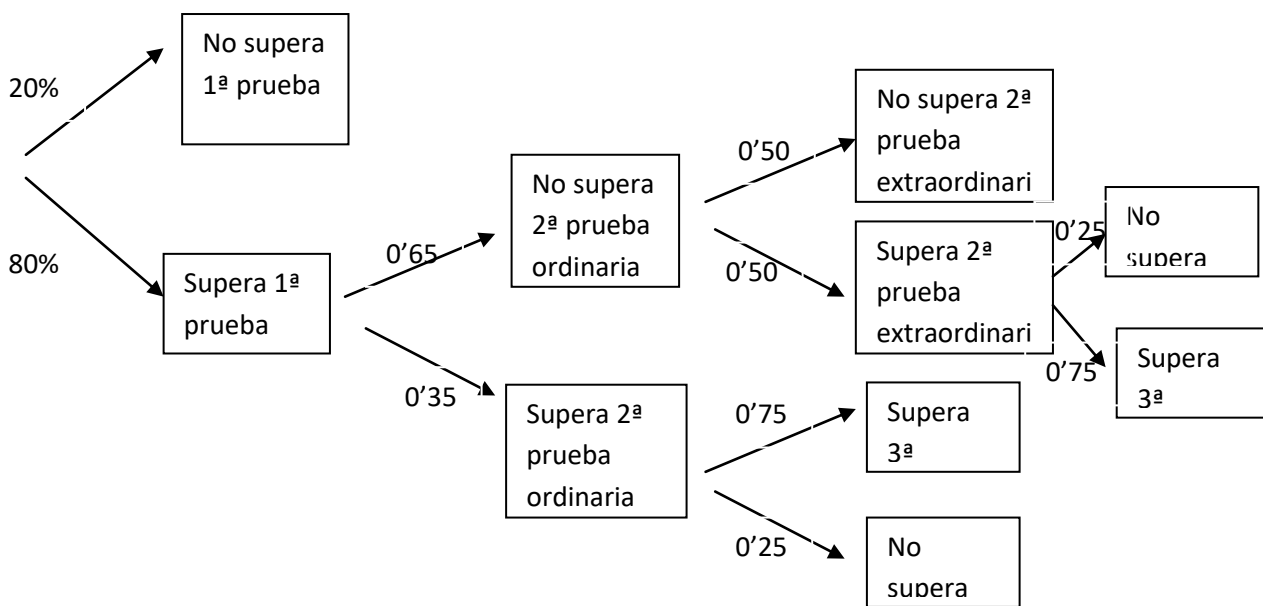 20%
No supera
1ª prueba
80%
Supera 1ª
prueba
0’65
0’35
No supera
2ª prueba
ordinaria
Supera 2ª
prueba
ordinaria
0’50
0’50
No supera 2ª
prueba
extraordinari
Supera 2ª
prueba
extraordinari
0’25
No
supera
0’75
Supera
3ª
0’75
Supera
3ª
0’25
No
supera